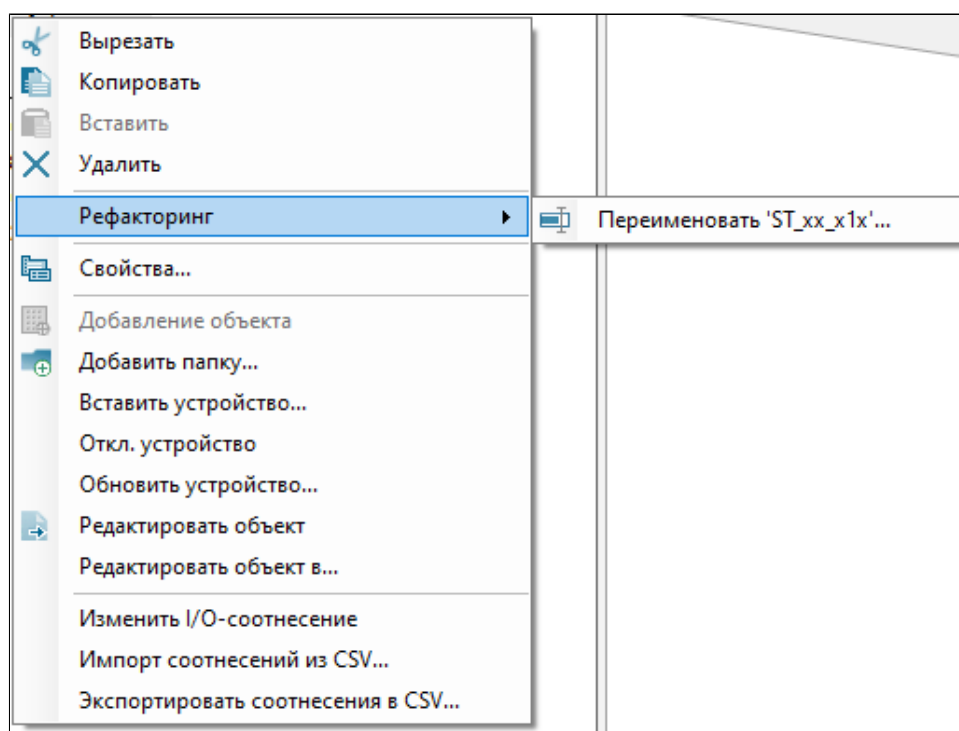 Вырезать
Копировать
Вставить
Удалить
Рефакторинг
Переименовать 'ST_xx_x1x'...
Свойства...
Добавление объекта
Добавить папку...
Вставить устройство...
Откл. устройство
Обновить устройство...
Редактировать объект
Редактировать объект в...
Изменить I/O-соотнесение
Импорт соотнесений из CSV...
Экспортировать соотнесения в CSV...